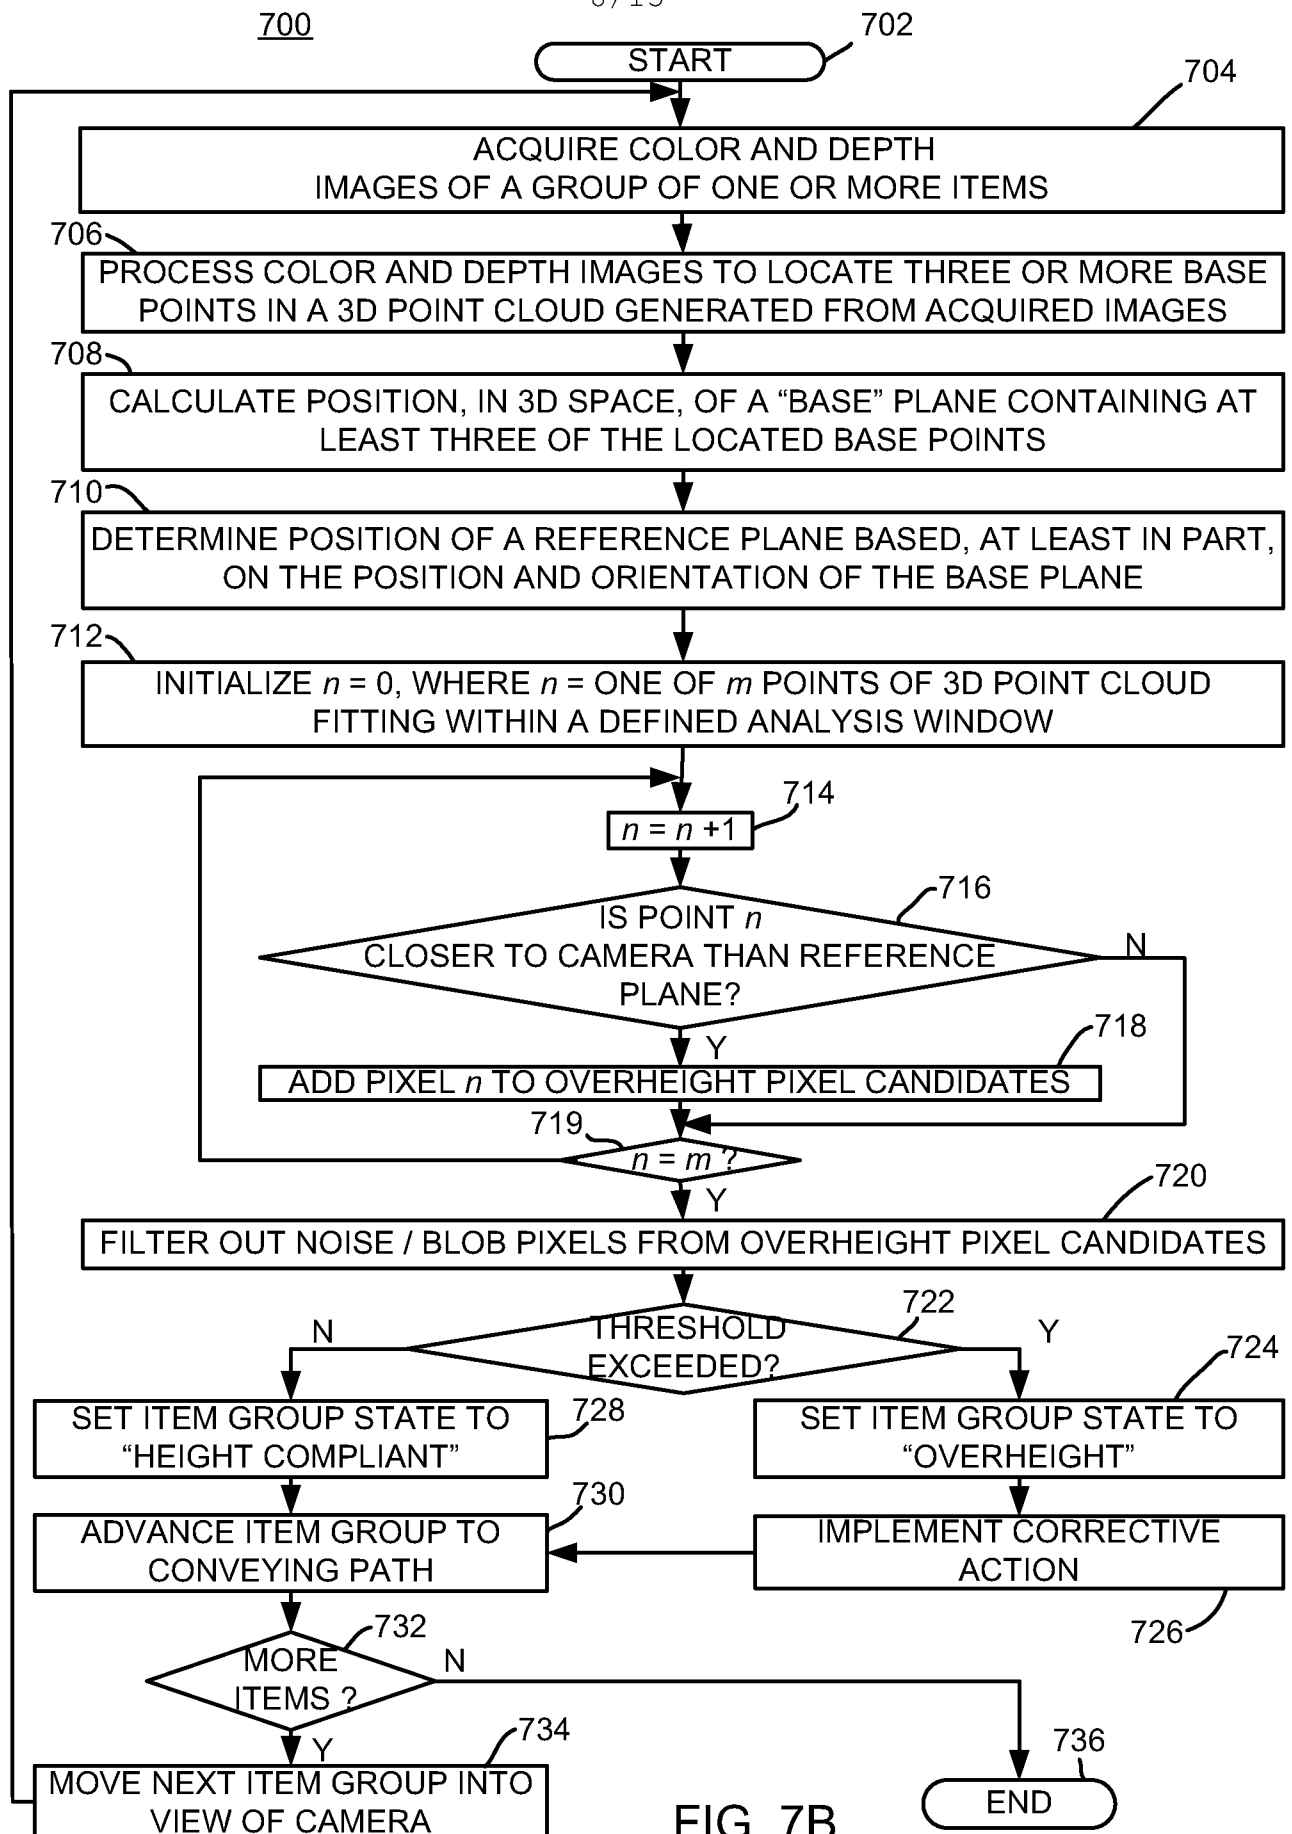 700
702
START
704
ACQUIRE COLOR AND DEPTH
IMAGES OF A GROUP OF ONE OR MORE ITEMS
706
PROCESS COLOR AND DEPTH IMAGES TO LOCATE THREE OR MORE BASE
POINTS IN A 3D POINT CLOUD GENERATED FROM ACQUIRED IMAGES
708
CALCULATE POSITION, IN 3D SPACE, OF A “BASE” PLANE CONTAINING AT
LEAST THREE OF THE LOCATED BASE POINTS
710
DETERMINE POSITION OF A REFERENCE PLANE BASED, AT LEAST IN PART,
ON THE POSITION AND ORIENTATION OF THE BASE PLANE
712
INITIALIZE n = 0, WHERE n = ONE OF m POINTS OF 3D POINT CLOUD
FITTING WITHIN A DEFINED ANALYSIS WINDOW
714
n = n +1
716
IS POINT n
CLOSER TO CAMERA THAN REFERENCE
PLANE?
N
Y
718
ADD PIXEL n TO OVERHEIGHT PIXEL CANDIDATES
719
n = m ?
Y
720
FILTER OUT NOISE / BLOB PIXELS FROM OVERHEIGHT PIXEL CANDIDATES
722
THRESHOLD
EXCEEDED?
N
Y
724
SET ITEM GROUP STATE TO
“OVERHEIGHT”
728
SET ITEM GROUP STATE TO
“HEIGHT COMPLIANT”
730
ADVANCE ITEM GROUP TO
CONVEYING PATH
IMPLEMENT CORRECTIVE
ACTION
726
732
MORE
ITEMS ?
N
Y
734
MOVE NEXT ITEM GROUP INTO
VIEW OF CAMERA
736
END
FIG. 7B